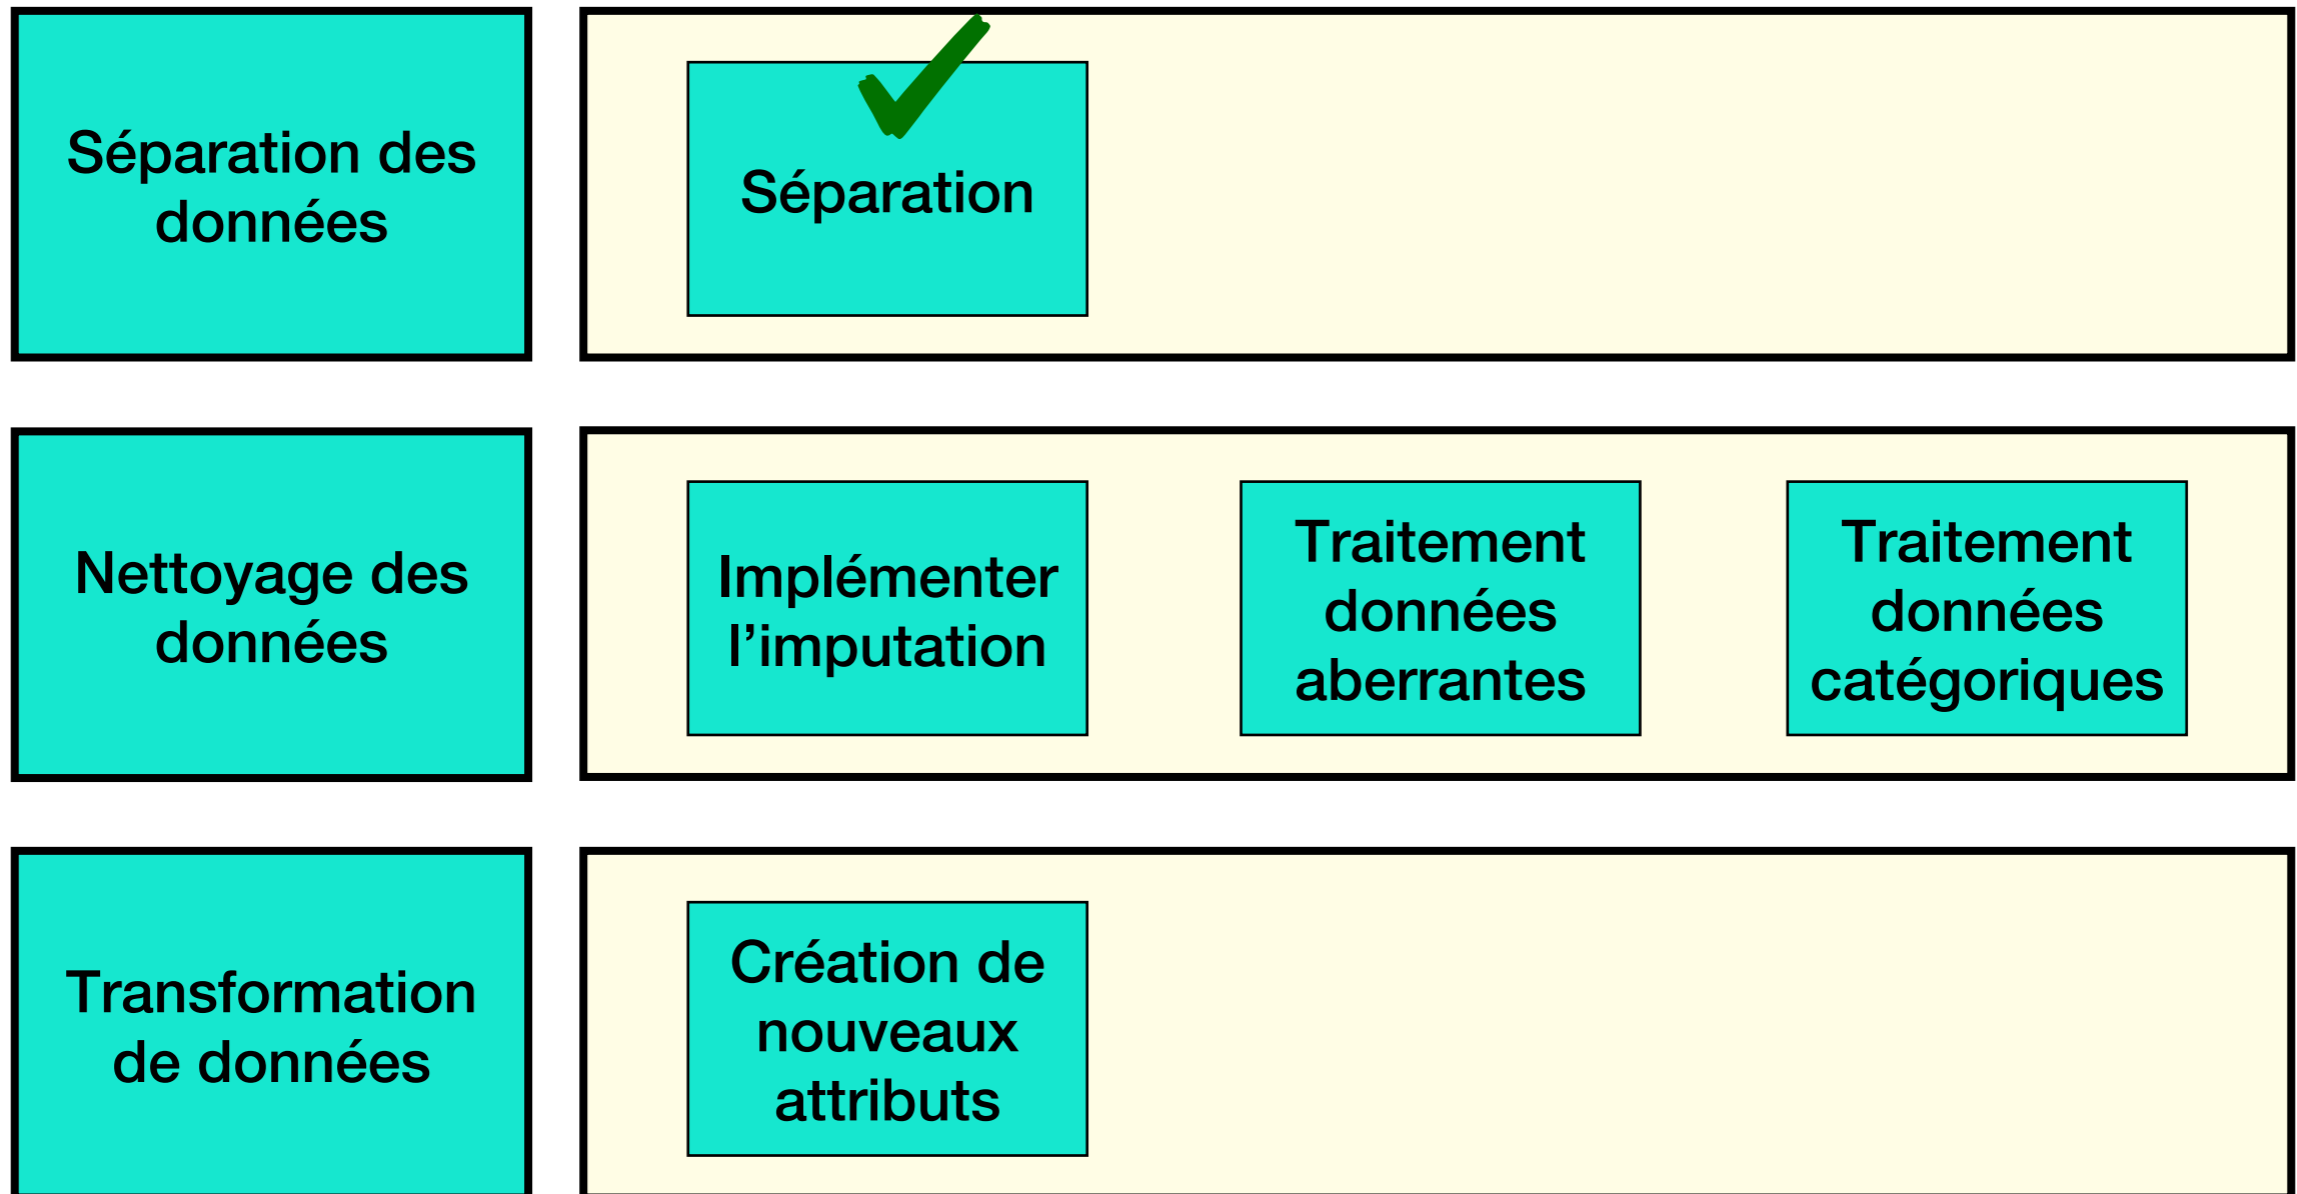 Séparation des
données
Séparation
Nettoyage des
données
Implémenter
l’imputation
Traitement
données
aberrantes
Traitement
données
catégoriques
Transformation
de données
Création de
nouveaux
attributs